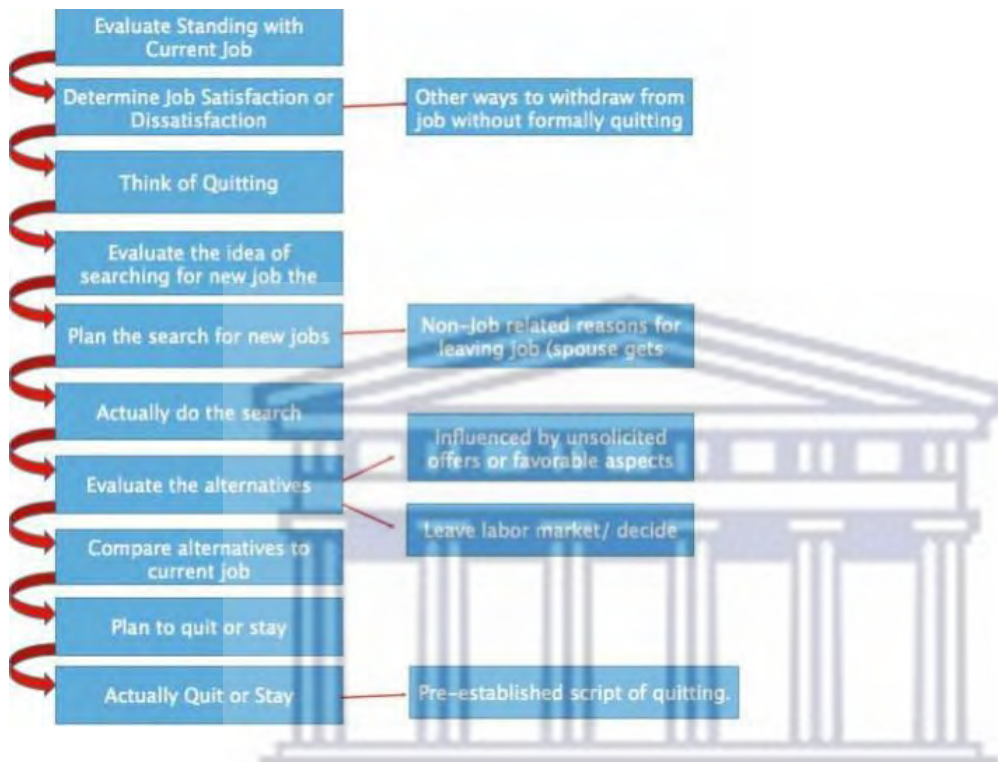 Evaluate Standing with
Current Job
Determine Job Satisfaction or
Dissatisfaction
Other ways to withdraw from
job without formally quitting
Think of Quitting
Evaluate the idea of
searching for new job the
Plan the search for new jobs
Non-Job related reasons for
leaving job (spouse gets
Actually do the search
Influenced by unsolicited
offers or favorable aspects
Evaluate the alternatives
Leave labor market/ decide
Compare alternatives to
current job
Plan to quit or stay
Actually Quit or Stay
Pre-established script of quitting.